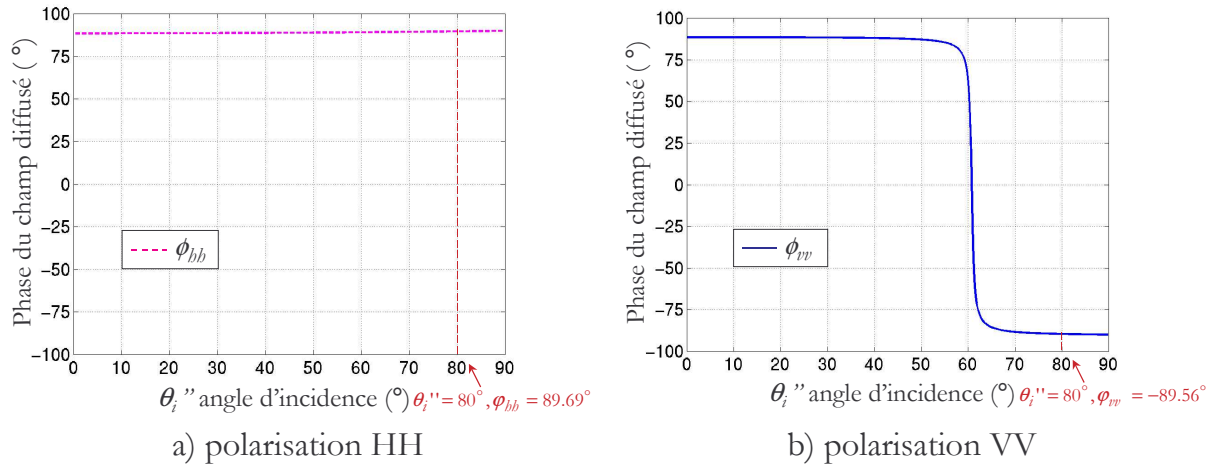 Phase du champ diffusé (°)
100
75
50
25
0
−25
−50
−75
−100
ϕhh
0 10 20 30 40 50 60 70 80 90
θi'' angle d'incidence (°)
θi''= 80°, φhh = 89.69°
a) polarisation HH
Phase du champ diffusé (°)
100
75
50
25
0
−25
−50
−75
−100
ϕvv
0 10 20 30 40 50 60 70 80 90
θi'' angle d'incidence (°)
θi''= 80°, φvv = −89.56°
b) polarisation VV